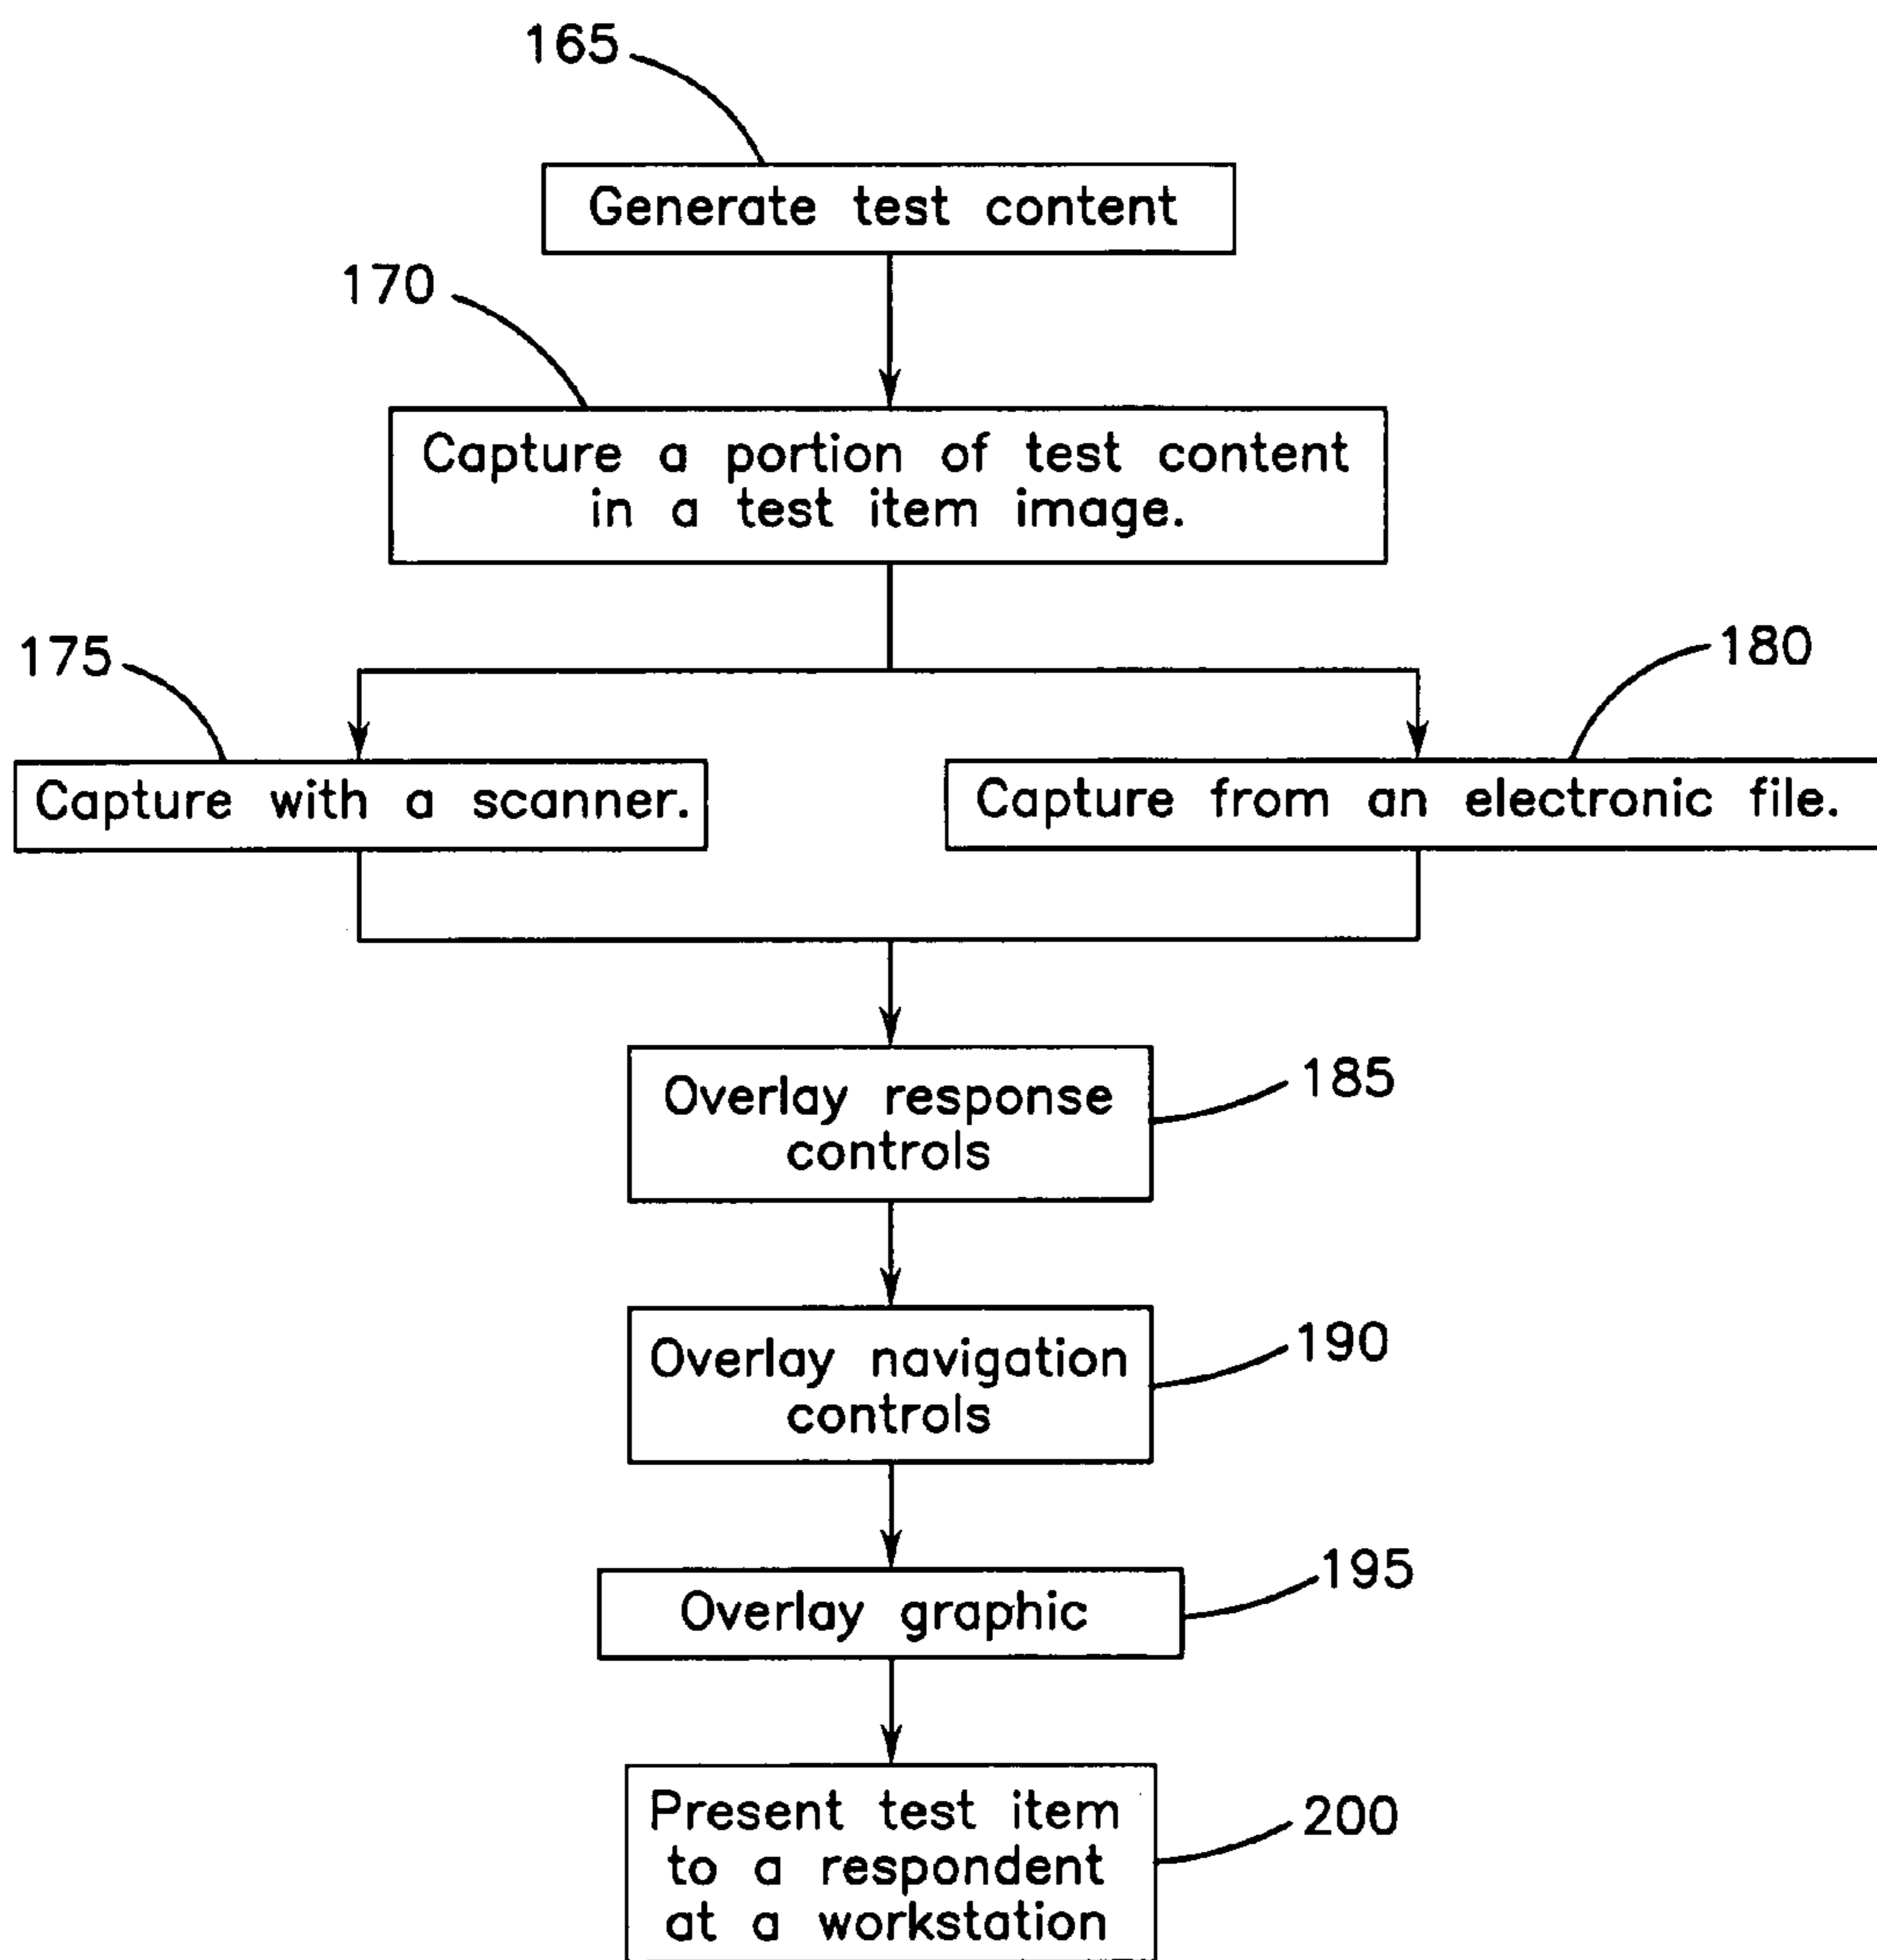 165
Generate test content
170
Capture a portion of test content
in a test item image.
175
180
Capture with a scanner.
Capture from an electronic file.
Overlay response
controls
185
Overlay navigation
controls
190
Overlay graphic
195
Present test item
to a respondent
at a workstation
200